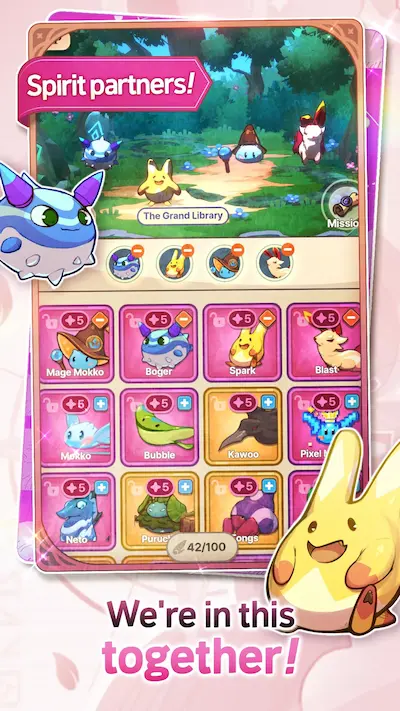 Spirit partners!
The Grand Library
Missio
5
5
5
5
Mage Mokko
Boger
Spark
Blast
5
5
5
5
Mokko
Bubble
Kawoo
Pixel M
5
5
5
Neto
Puruc
ongs
42/100
We're in this
together!